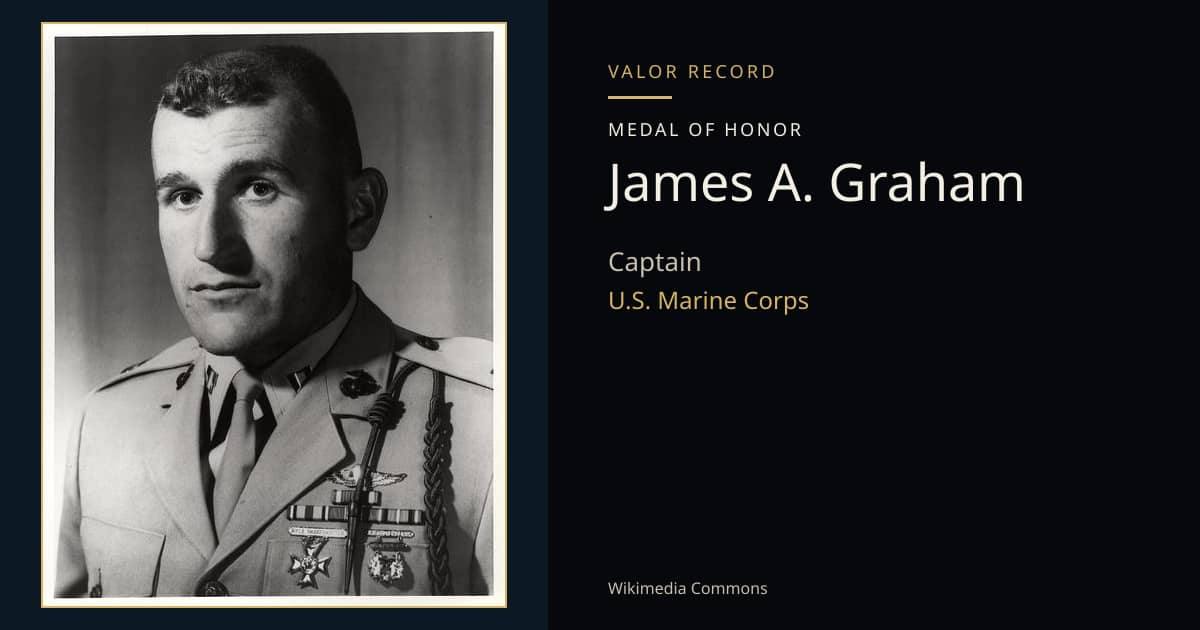 VALOR RECORD
MEDAL OF HONOR
James A. Graham
Captain
U.S. Marine Corps
Wikimedia Commons